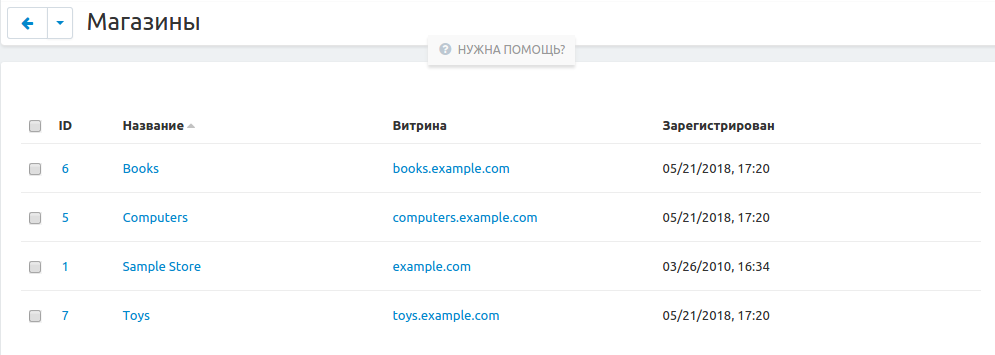 Магазины
НУЖНА ПОМОЩЬ?
ID Название Витрина Зарегистрирован
6 Books books.example.com 05/21/2018, 17:20
5 Computers computers.example.com 05/21/2018, 17:20
1 Sample Store example.com 03/26/2010, 16:34
7 Toys toys.example.com 05/21/2018, 17:20